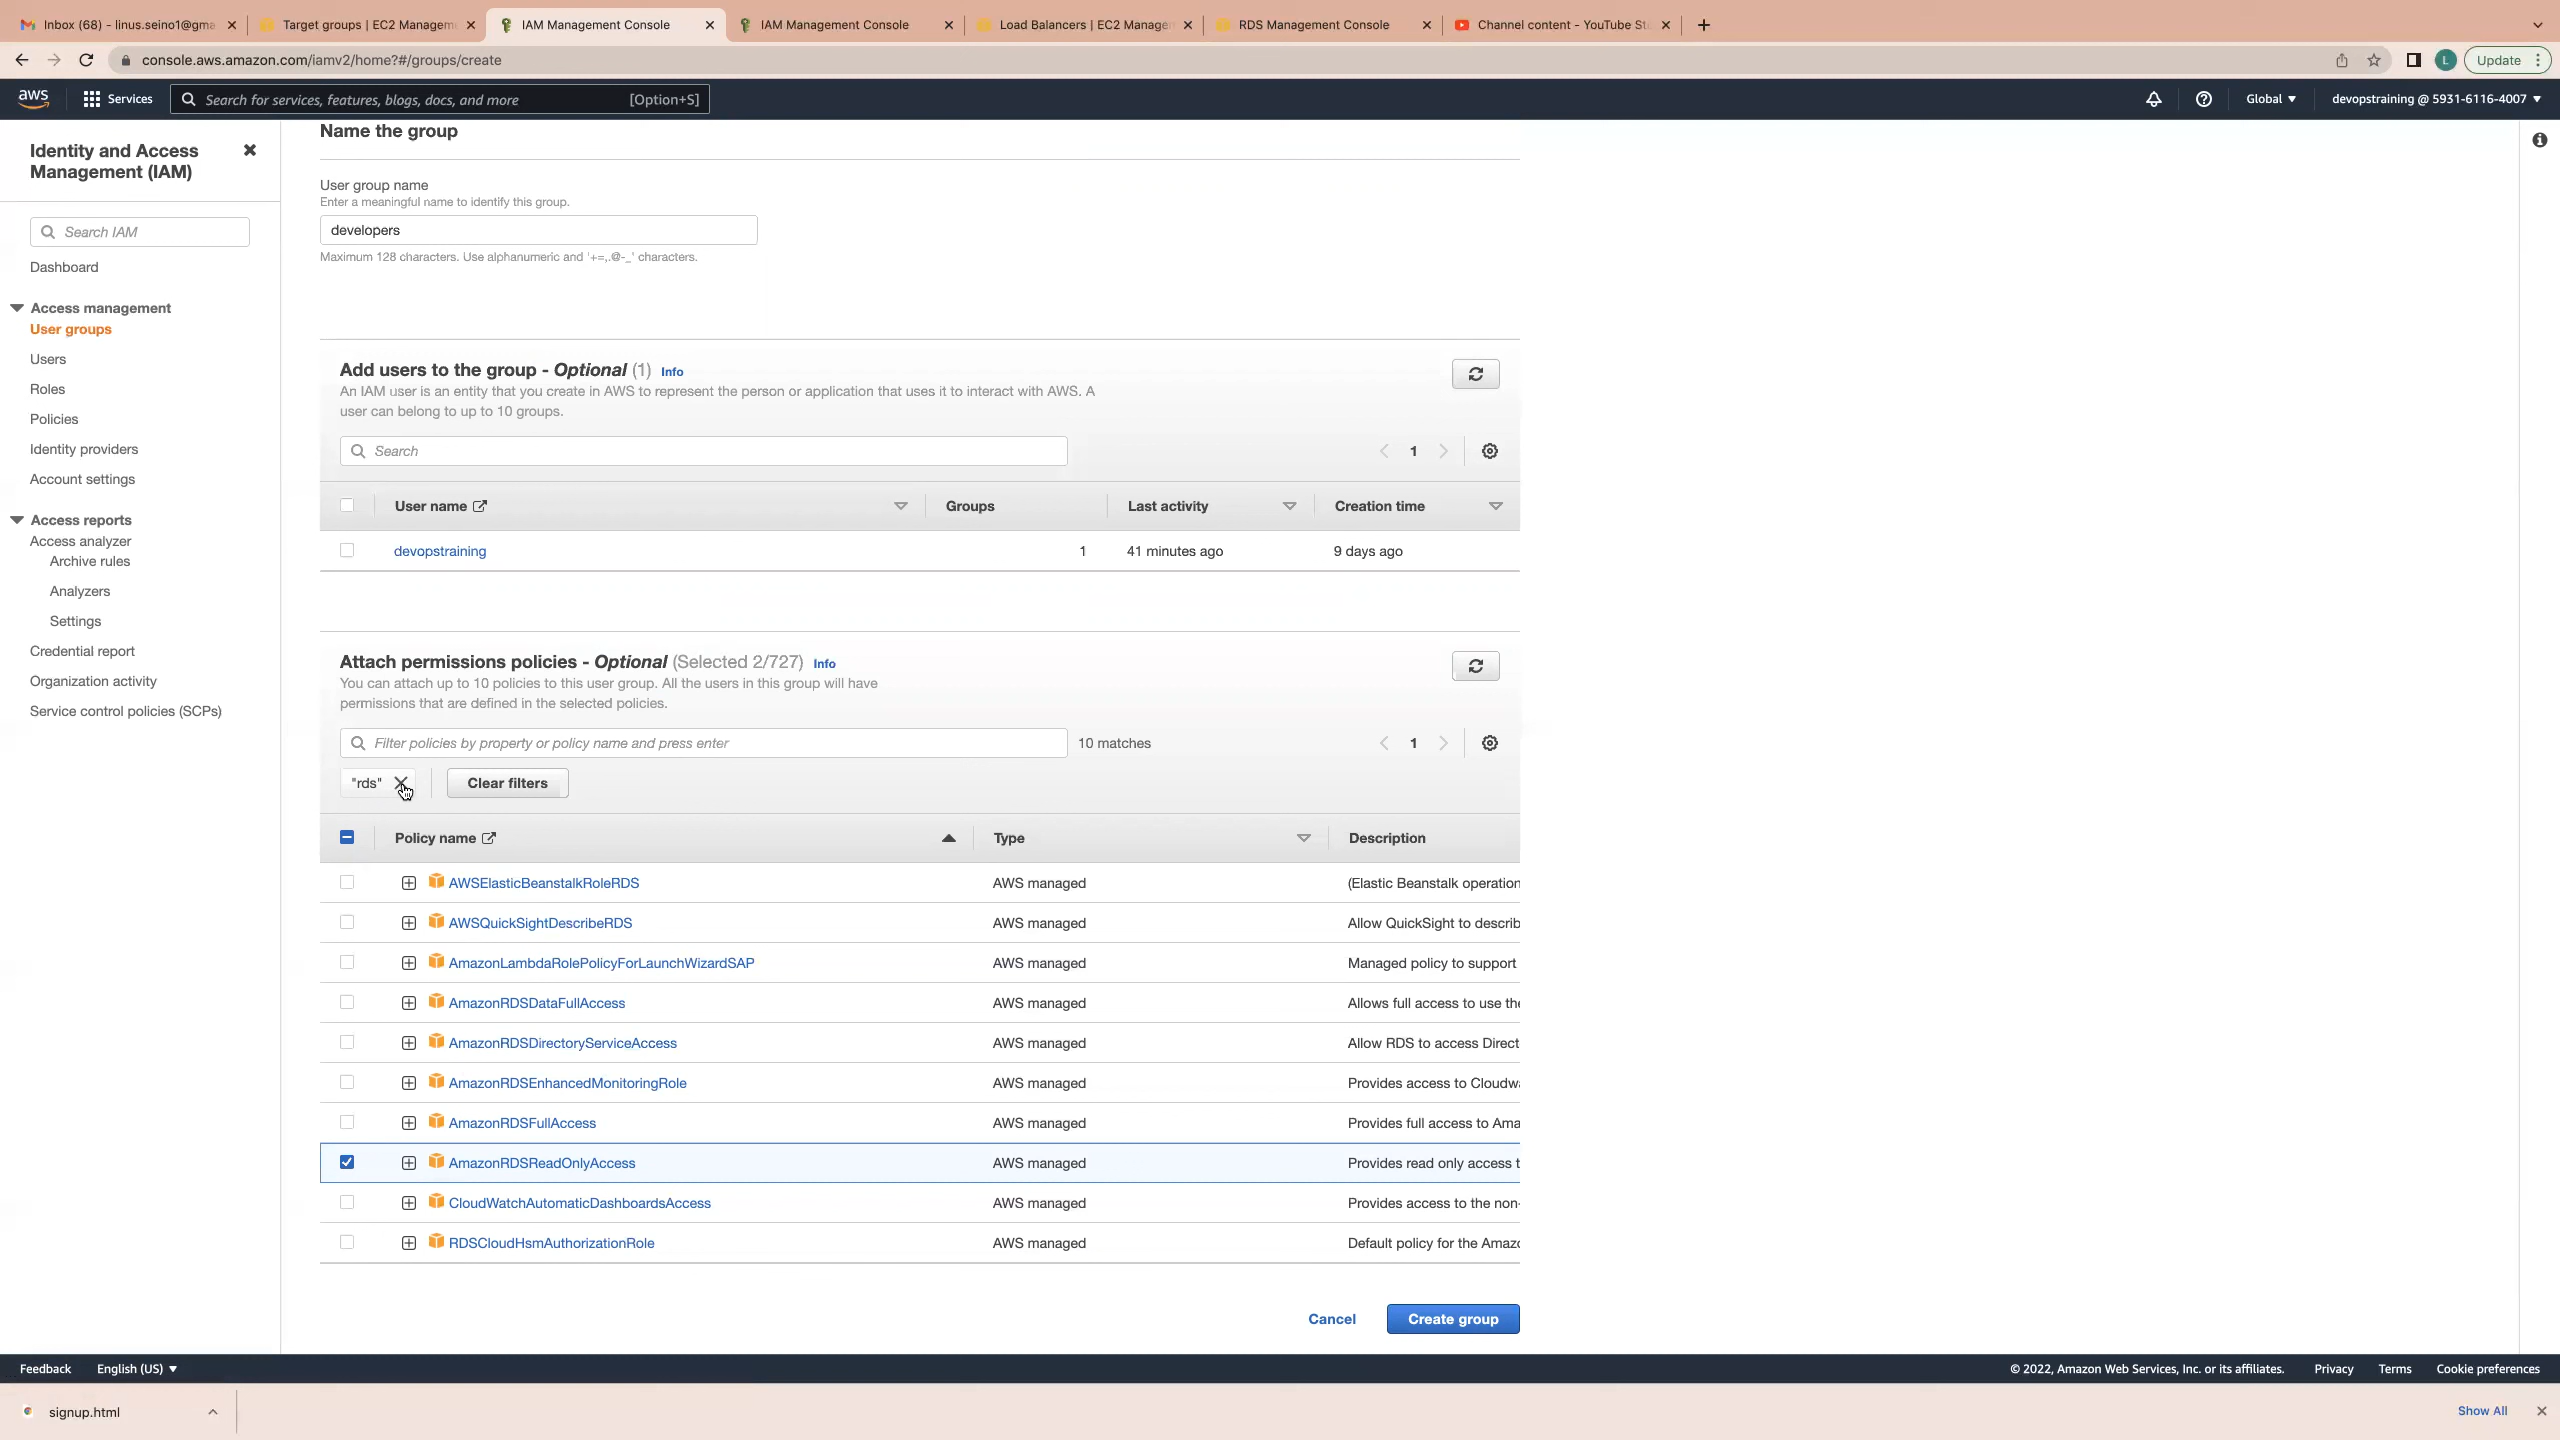 Inbox (68) - linus.seino1@gma
Target groups | EC2 Managem
IAM Management Console
IAM Management Console
Load Balancers | EC2 Manager
RDS Management Console
Channel content - YouTube St
console.aws.amazon.com/iamv2/home?#/groups/create
L
Update
aws
Services
Search for services, features, blogs, docs, and more
[Option+S]
Global
devopstraining @ 5931-6116-4007
Identity and Access
Management (IAM)
Search IAM
Dashboard
Access management
User groups
Users
Roles
Policies
Identity providers
Account settings
Access reports
Access analyzer
Archive rules
Analyzers
Settings
Credential report
Organization activity
Service control policies (SCPs)
Name the group
User group name
Enter a meaningful name to identify this group.
developers
Maximum 128 characters. Use alphanumeric and '+=,.@-_' characters.
Add users to the group - Optional (1) Info
An IAM user is an entity that you create in AWS to represent the person or application that uses it to interact with AWS. A
user can belong to up to 10 groups.
Search
1
User name
Groups
Last activity
Creation time
devopstraining
1
41 minutes ago
9 days ago
Attach permissions policies - Optional (Selected 2/727) Info
You can attach up to 10 policies to this user group. All the users in this group will have
permissions that are defined in the selected policies.
Filter policies by property or policy name and press enter
10 matches
1
"rds"
Clear filters
Policy name
Type
Description
AWSElasticBeanstalkRoleRDS
AWS managed
(Elastic Beanstalk operation
AWSQuickSightDescribeRDS
AWS managed
Allow QuickSight to describ
AmazonLambdaRolePolicyForLaunchWizardSAP
AWS managed
Managed policy to support
AmazonRDSDataFullAccess
AWS managed
Allows full access to use the
AmazonRDSDirectoryServiceAccess
AWS managed
Allow RDS to access Direct
AmazonRDSEnhancedMonitoringRole
AWS managed
Provides access to Cloudwa
AmazonRDSFullAccess
AWS managed
Provides full access to Ama
AmazonRDSReadOnlyAccess
AWS managed
Provides read only access t
CloudWatchAutomaticDashboardsAccess
AWS managed
Provides access to the non-
RDSCloudHsmAuthorizationRole
AWS managed
Default policy for the Amazo
Cancel
Create group
Feedback
English (US)
© 2022, Amazon Web Services, Inc. or its affiliates.
Privacy
Terms
Cookie preferences
signup.html
Show All